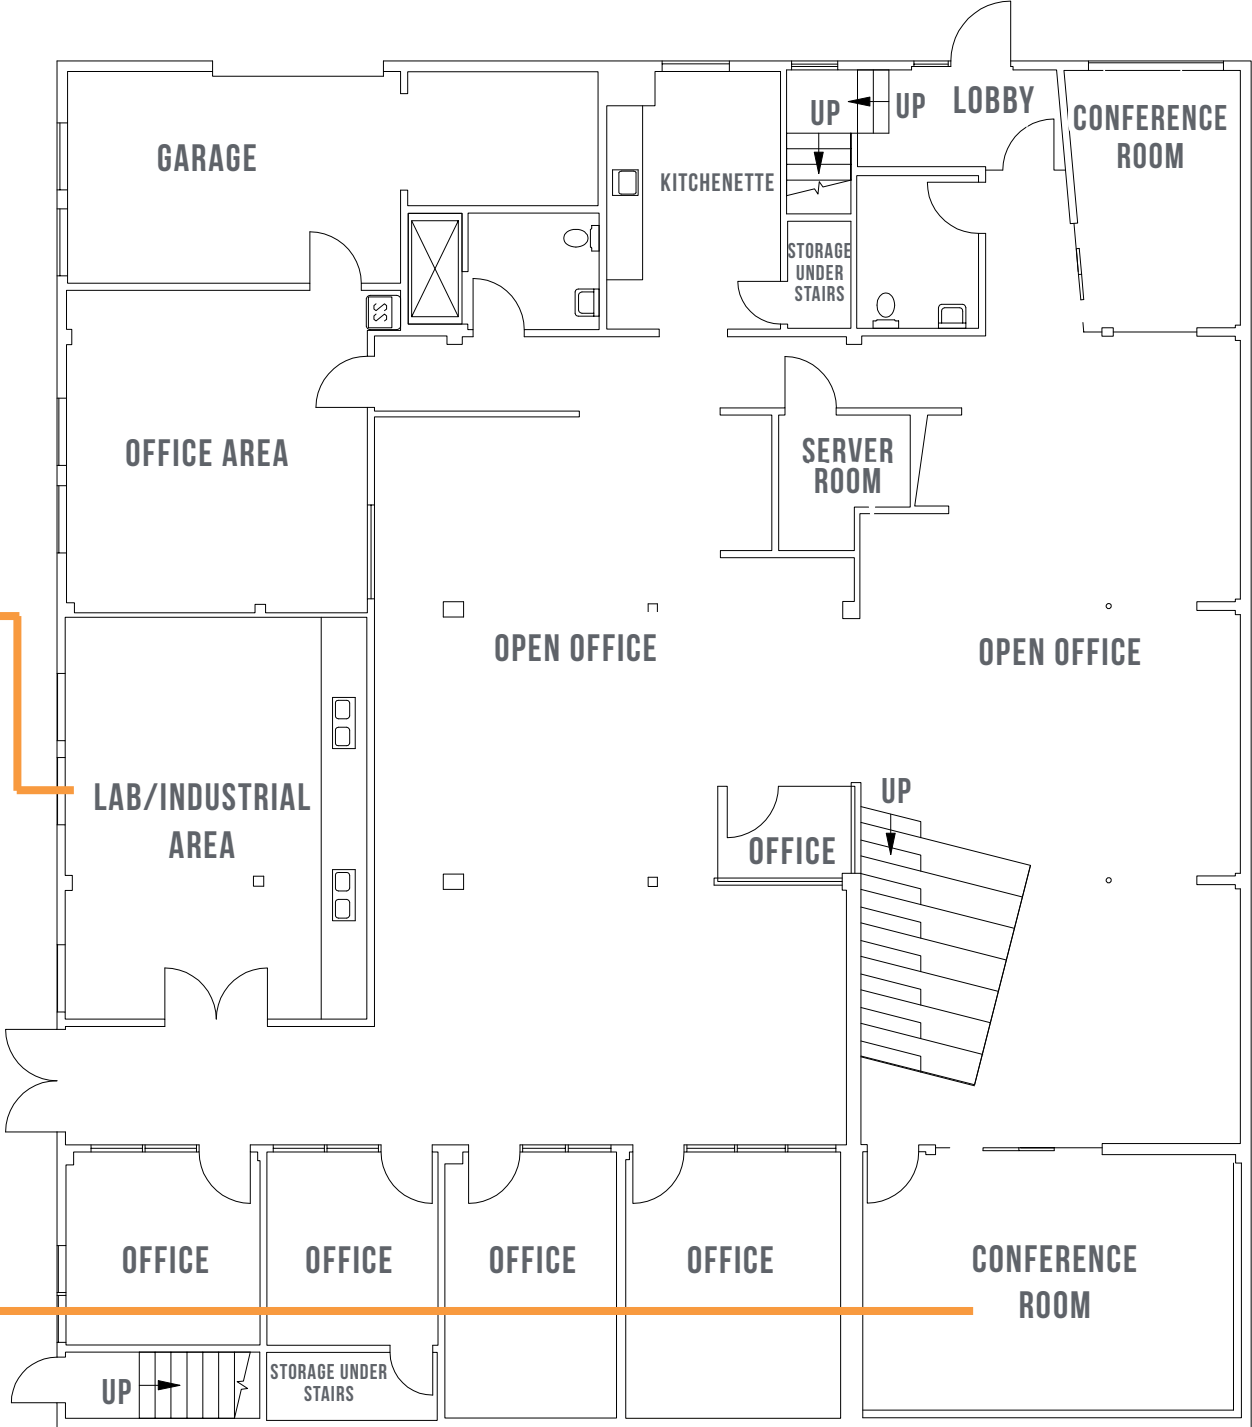 UP
UP
LOBBY
CONFERENCE
ROOM
GARAGE
KITCHENETTE
STORAGE
UNDER
STAIRS
OFFICE AREA
SERVER
ROOM
OPEN OFFICE
OPEN OFFICE
LAB/INDUSTRIAL
AREA
UP
OFFICE
OFFICE
OFFICE
OFFICE
OFFICE
CONFERENCE
ROOM
UP
STORAGE UNDER
STAIRS